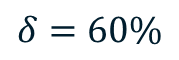 δ = 60%